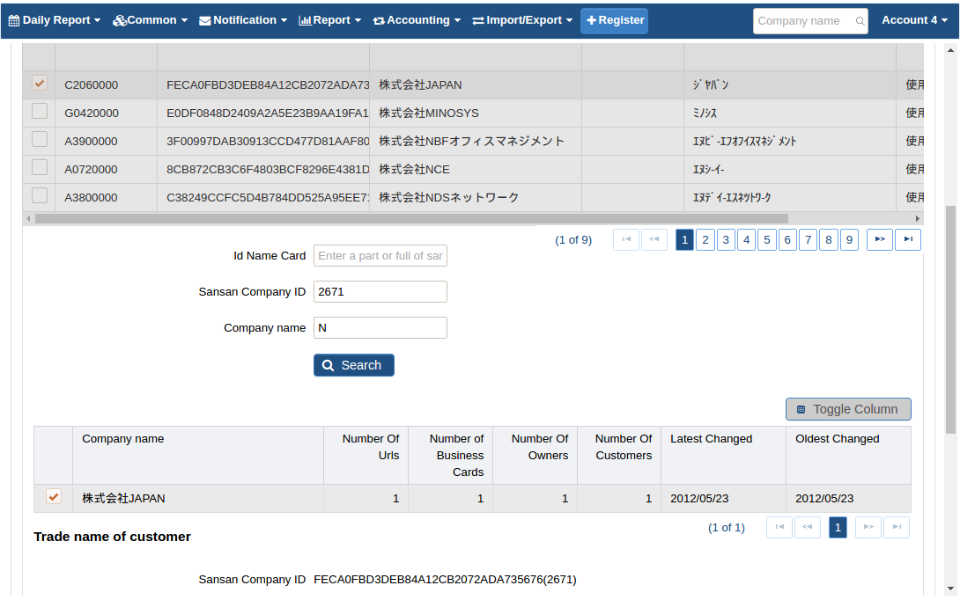 Daily Report Common Notification Report Accounting Import/Export Register Company name Account 4
C2060000 FECA0FBD3DEB84A12CB2072ADA73 株式会社JAPAN ｼﾞﾔﾊﾟﾝ 使用
G0420000 E0DF0848D2409A2A5E23B9AA19FA1 株式会社MINOSYS ﾐﾉｼｽ 使用
A3900000 3F00997DAB30913CCD477D81AAF80 株式会社NBFオフィスマネジメント ｴﾇﾋﾞ-ｴﾌｵﾌｲｽﾏﾈｼﾞﾒﾝﾄ 使用
A0720000 8CB872CB3C6F4803BCF8296E4381D 株式会社NCE ｴﾇｼ-ｲ- 使用
A3800000 C38249CCFC5D4B784DD525A95EE7 株式会社NDSネットワーク ｴﾇﾃﾞｲ-ｴｽﾈﾂﾄﾜ-ｸ 使用
(1 of 9) 1 2 3 4 5 6 7 8 9
Id Name Card Enter a part or full of sar
Sansan Company ID 2671
Company name N
Search
Toggle Column
Company name Number Of Urls Number of Business Cards Number Of Owners Number Of Customers Latest Changed Oldest Changed
株式会社JAPAN 1 1 1 1 2012/05/23 2012/05/23
(1 of 1) 1
Trade name of customer
Sansan Company ID FECA0FBD3DEB84A12CB2072ADA735676(2671)